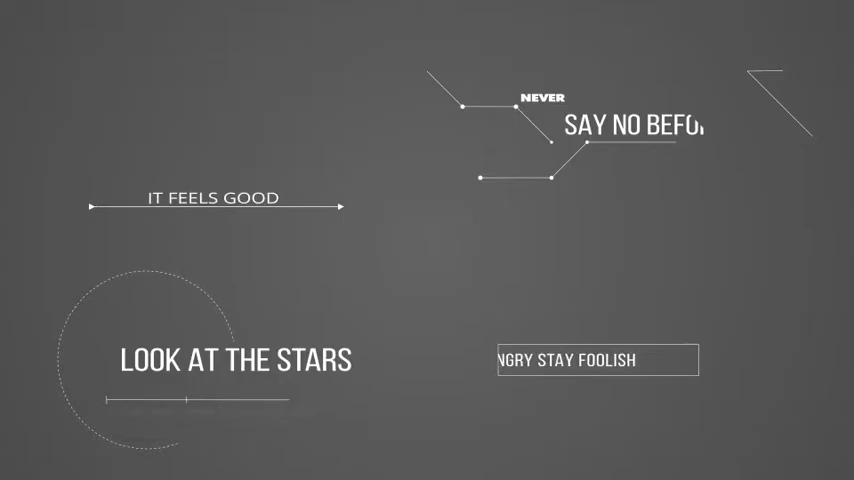 NEVER
SAY NO BEFO
IT FEELS GOOD
LOOK AT THE STARS
NGRY STAY FOOLISH